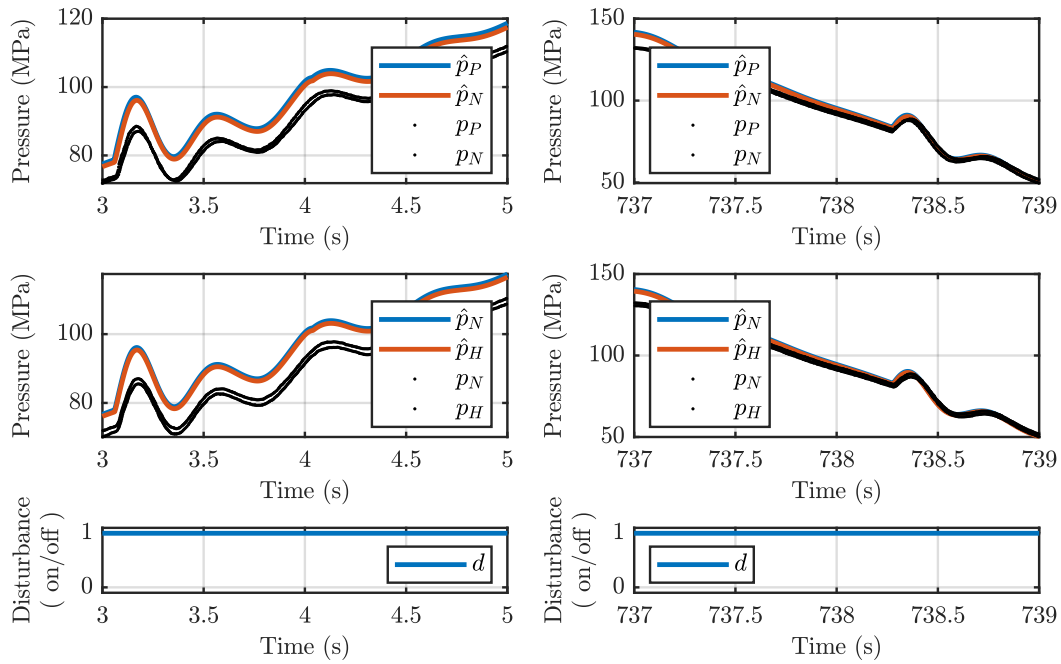 120
100
80
Pressure (MPa)
p̂_P
p̂_N
p_P
p_N
3 3.5 4 4.5 5
Time (s)
150
100
50
Pressure (MPa)
p̂_P
p̂_N
p_P
p_N
737 737.5 738 738.5 739
Time (s)
100
80
Pressure (MPa)
p̂_N
p̂_H
p_N
p_H
3 3.5 4 4.5 5
Time (s)
150
100
50
Pressure (MPa)
p̂_N
p̂_H
p_N
p_H
737 737.5 738 738.5 739
Time (s)
Disturbance
( on/off )
1
0
d
3 3.5 4 4.5 5
Time (s)
Disturbance
( on/off )
1
0
d
737 737.5 738 738.5 739
Time (s)